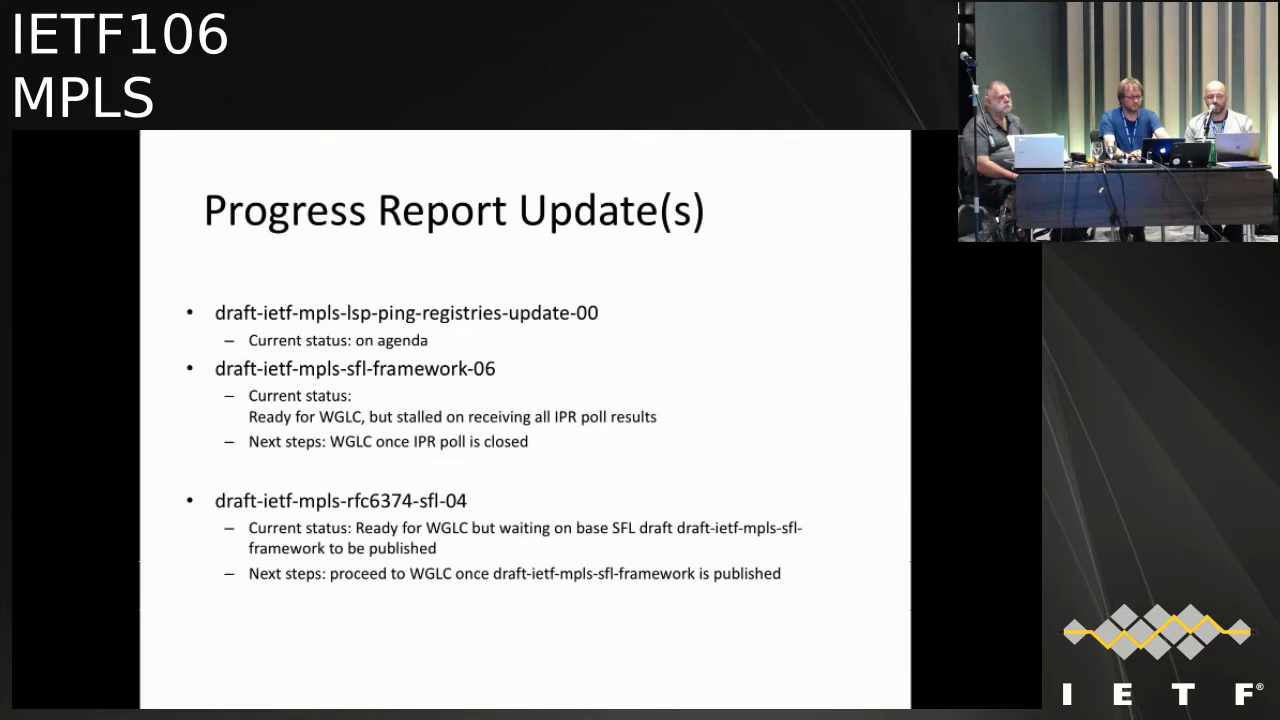 IETF106
MPLS
Progress Report Update(s)
• draft-ietf-mpls-lsp-ping-registries-update-00
– Current status: on agenda
• draft-ietf-mpls-sfl-framework-06
– Current status:
Ready for WGLC, but stalled on receiving all IPR poll results
– Next steps: WGLC once IPR poll is closed
• draft-ietf-mpls-rfc6374-sfl-04
– Current status: Ready for WGLC but waiting on base SFL draft draft-ietf-mpls-sfl-
framework to be published
– Next steps: proceed to WGLC once draft-ietf-mpls-sfl-framework is published
I E T F®